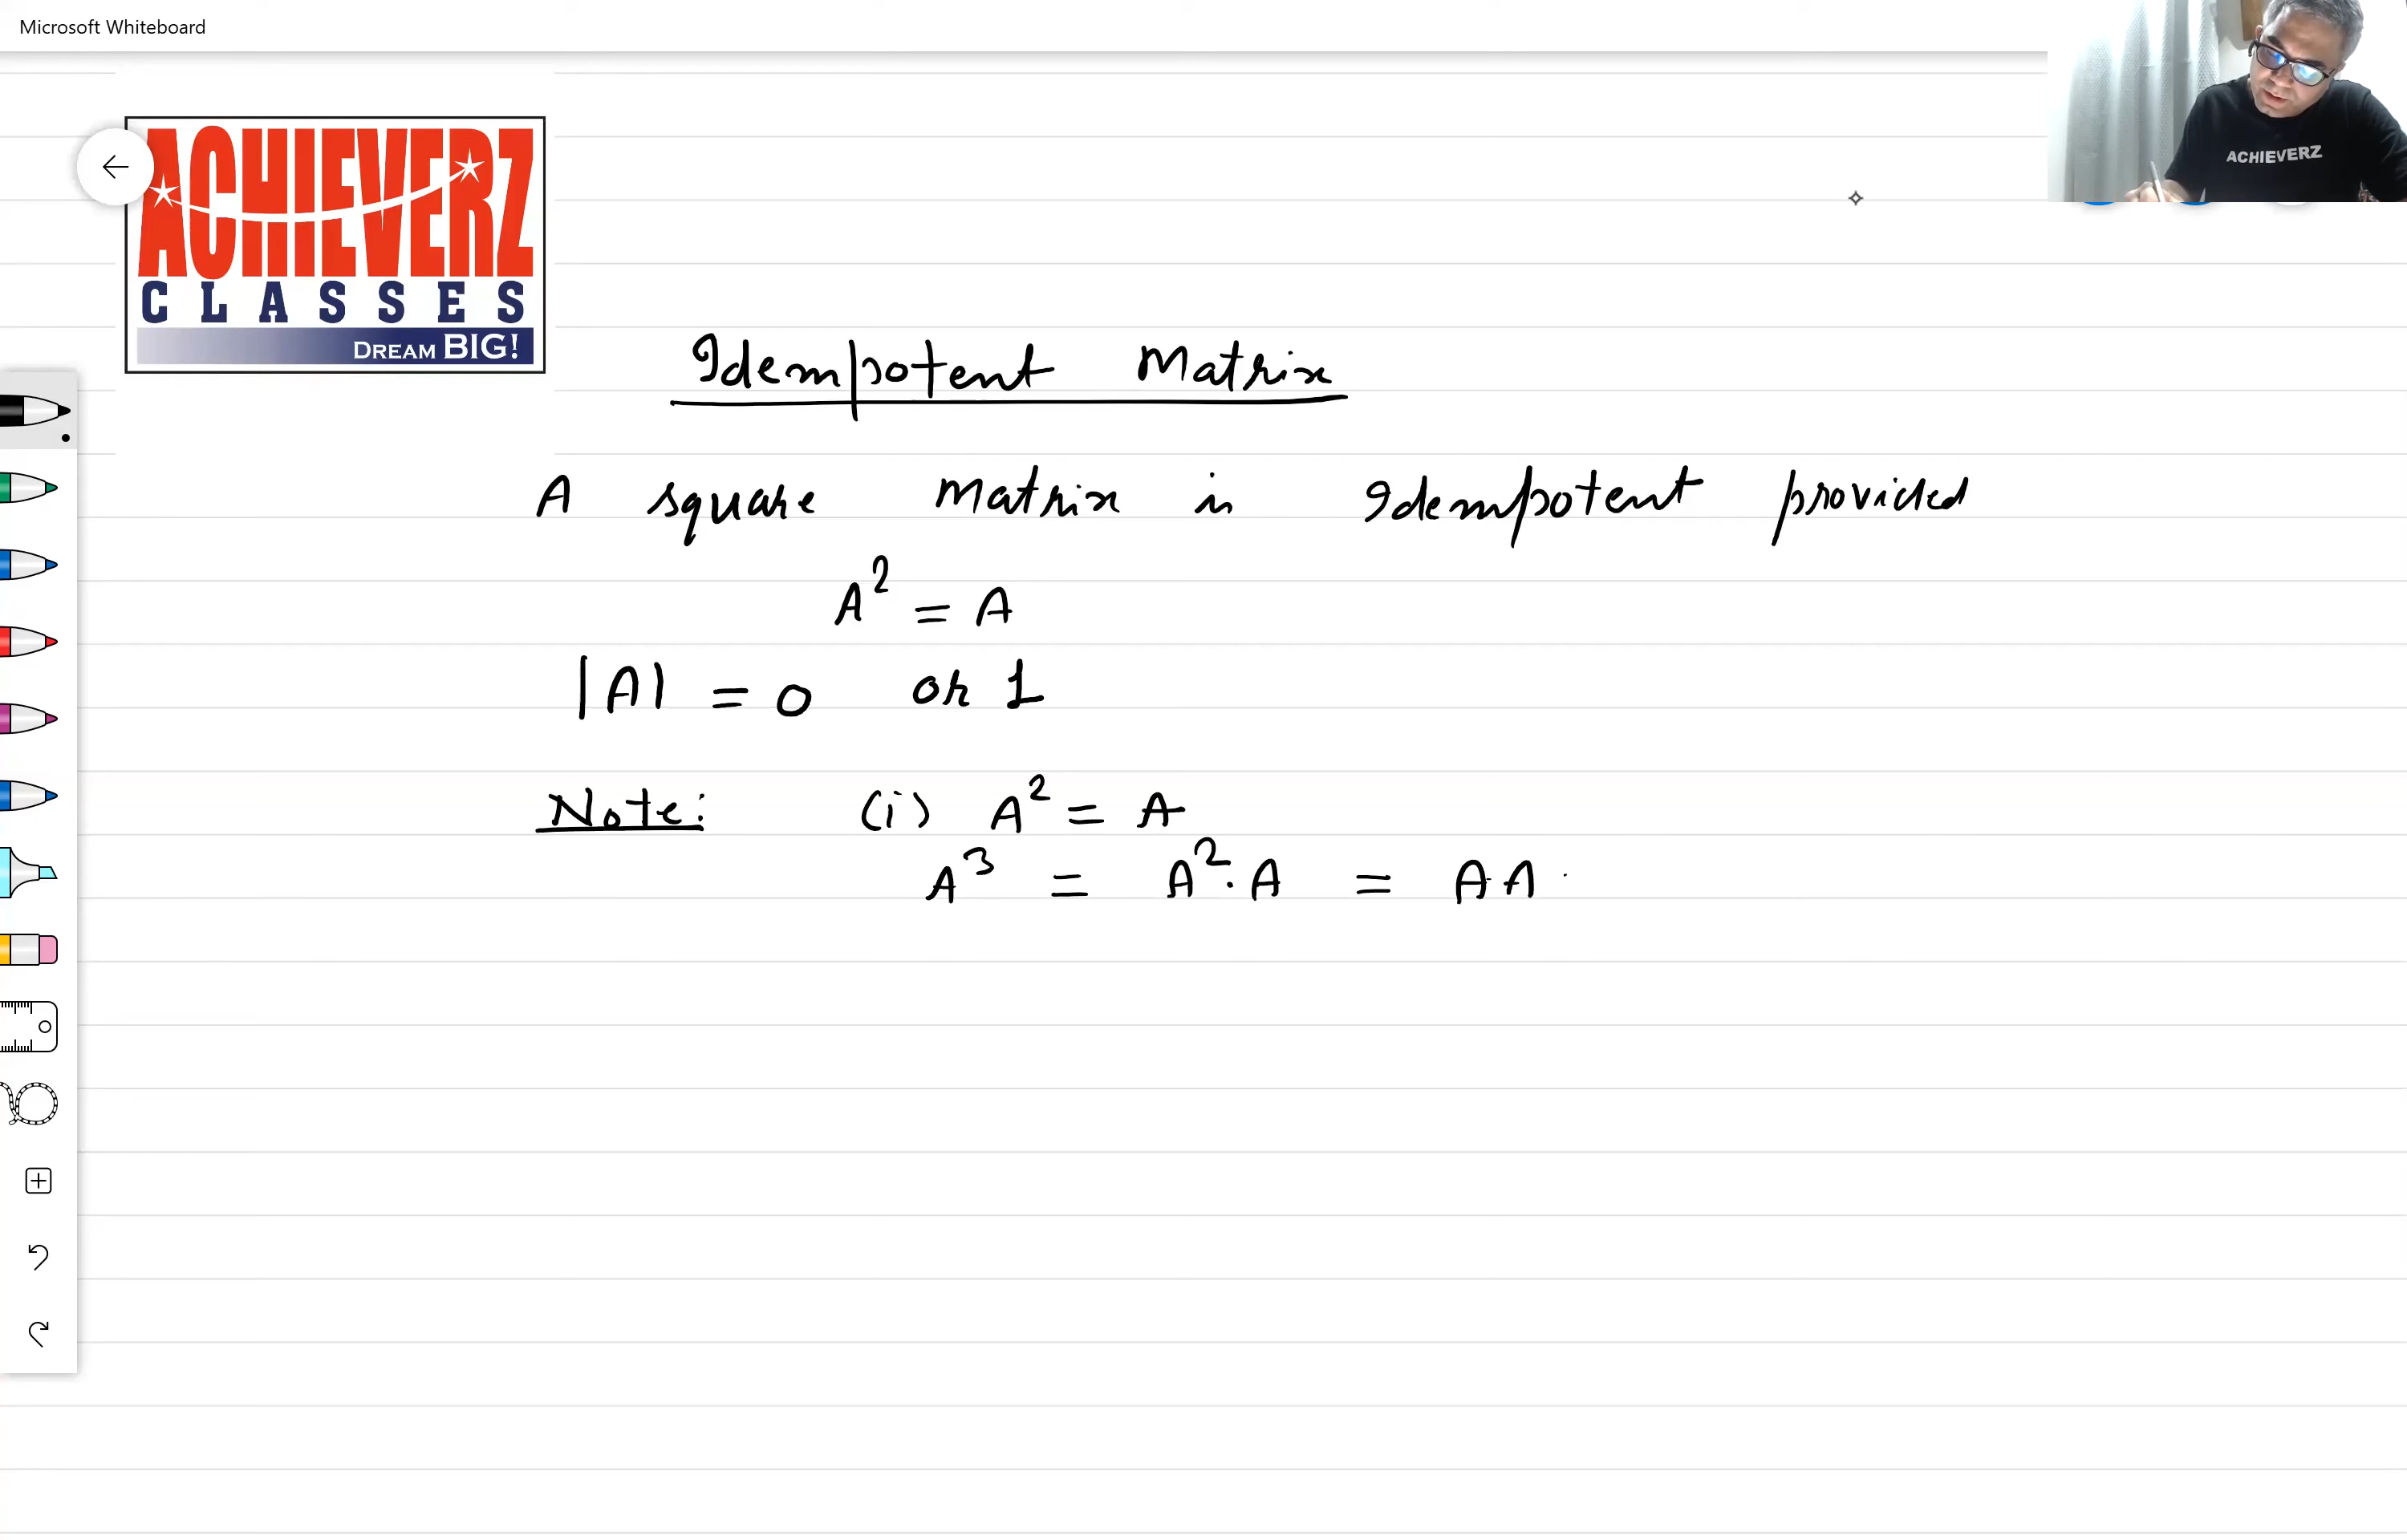 Microsoft Whiteboard
ACHIEVERZ
CLASSES
DREAM BIG!
ACHIEVERZ
Idempotent Matrix
A square Matrix is Idempotent provided
A² = A
|A| = 0 or 1
Note: (i) A² = A
A³ = A².A = AA